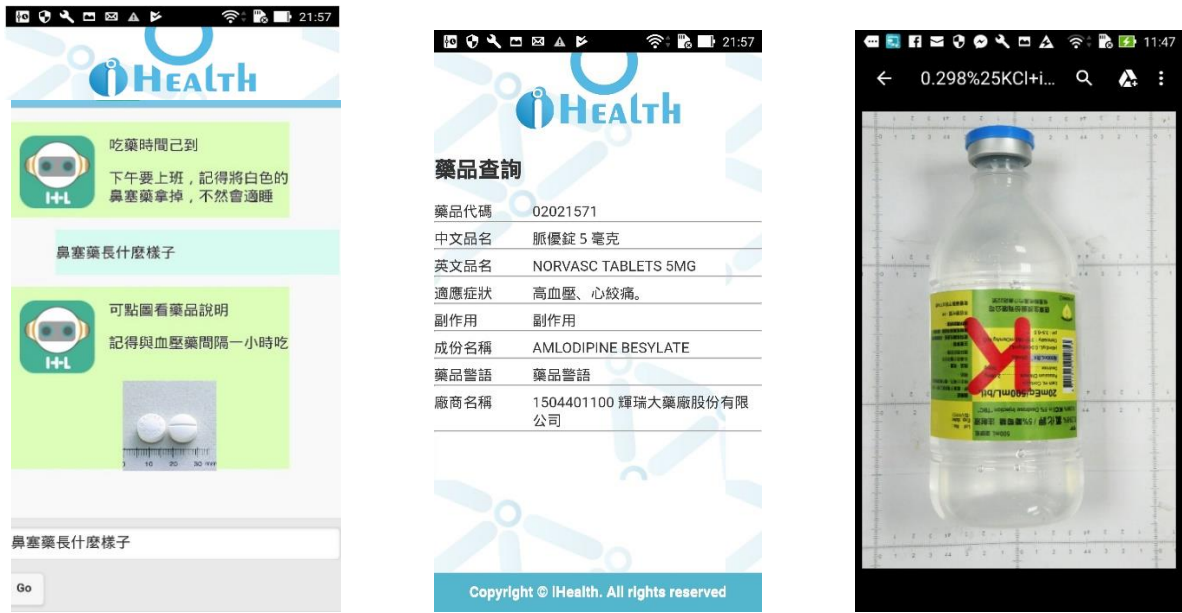 21:57
iHEALTH
吃藥時間己到
下午要上班，記得將白色的
鼻塞藥拿掉，不然會適睡
I+L
鼻塞藥長什麼樣子
可點圖看藥品說明
記得與血壓藥間隔一小時吃
I+L
10 20 30 mm
鼻塞藥長什麼樣子
Go
21:57
iHEALTH
藥品查詢
藥品代碼 02021571
中文品名 脈優錠 5 毫克
英文品名 NORVASC TABLETS 5MG
適應症狀 高血壓、心絞痛。
副作用 副作用
成份名稱 AMLODIPINE BESYLATE
藥品警語 藥品警語
廠商名稱 1504401100 輝瑞大藥廠股份有限
公司
Copyright © iHealth. All rights reserved
11:47
0.298%25KCl+i...
K
20mEq/500mL/btl